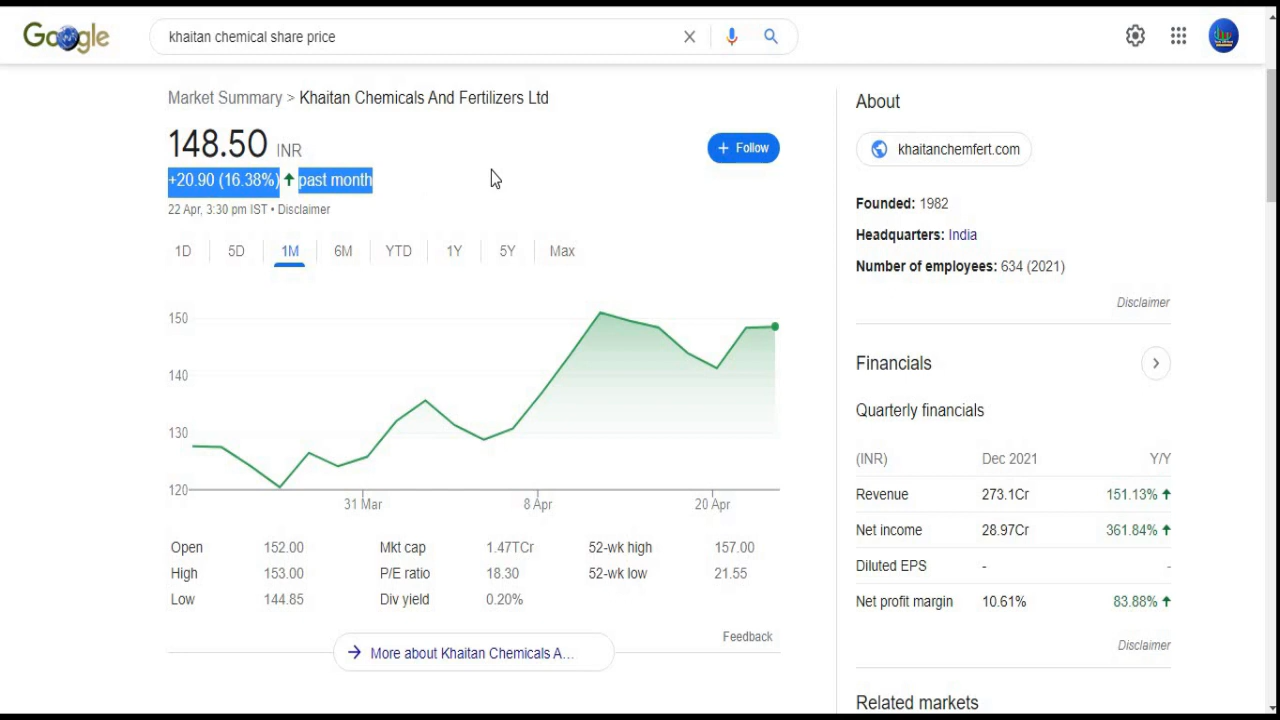 Google
khaitan chemical share price
Market Summary > Khaitan Chemicals And Fertilizers Ltd
148.50 INR
Follow
+20.90 (16.38%) past month
22 Apr, 3:30 pm IST • Disclaimer
1D 5D 1M 6M YTD 1Y 5Y Max
150
140
130
120
31 Mar 8 Apr 20 Apr
Open 152.00 Mkt cap 1.47TCr 52-wk high 157.00
High 153.00 P/E ratio 18.30 52-wk low 21.55
Low 144.85 Div yield 0.20%
Feedback
More about Khaitan Chemicals A...
About
khaitanchemfert.com
Founded: 1982
Headquarters: India
Number of employees: 634 (2021)
Disclaimer
Financials
Quarterly financials
(INR) Dec 2021 Y/Y
Revenue 273.1Cr 151.13%
Net income 28.97Cr 361.84%
Diluted EPS - -
Net profit margin 10.61% 83.88%
Disclaimer
Related markets